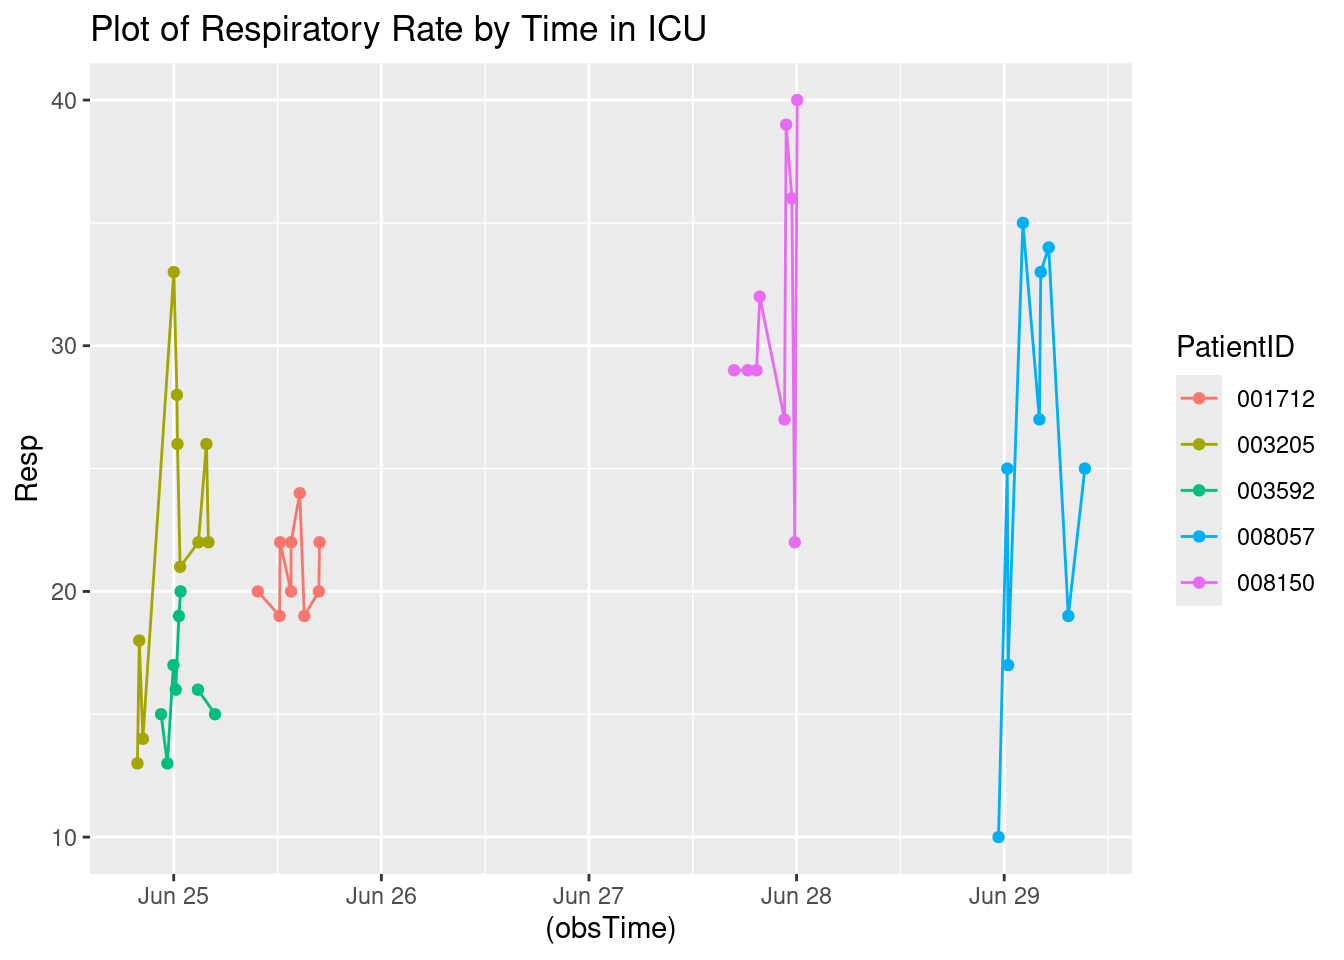 Plot of Respiratory Rate by Time in ICU
40
30
20
10
Resp
Jun 25 Jun 26 Jun 27 Jun 28 Jun 29
(obsTime)
PatientID
001712
003205
003592
008057
008150